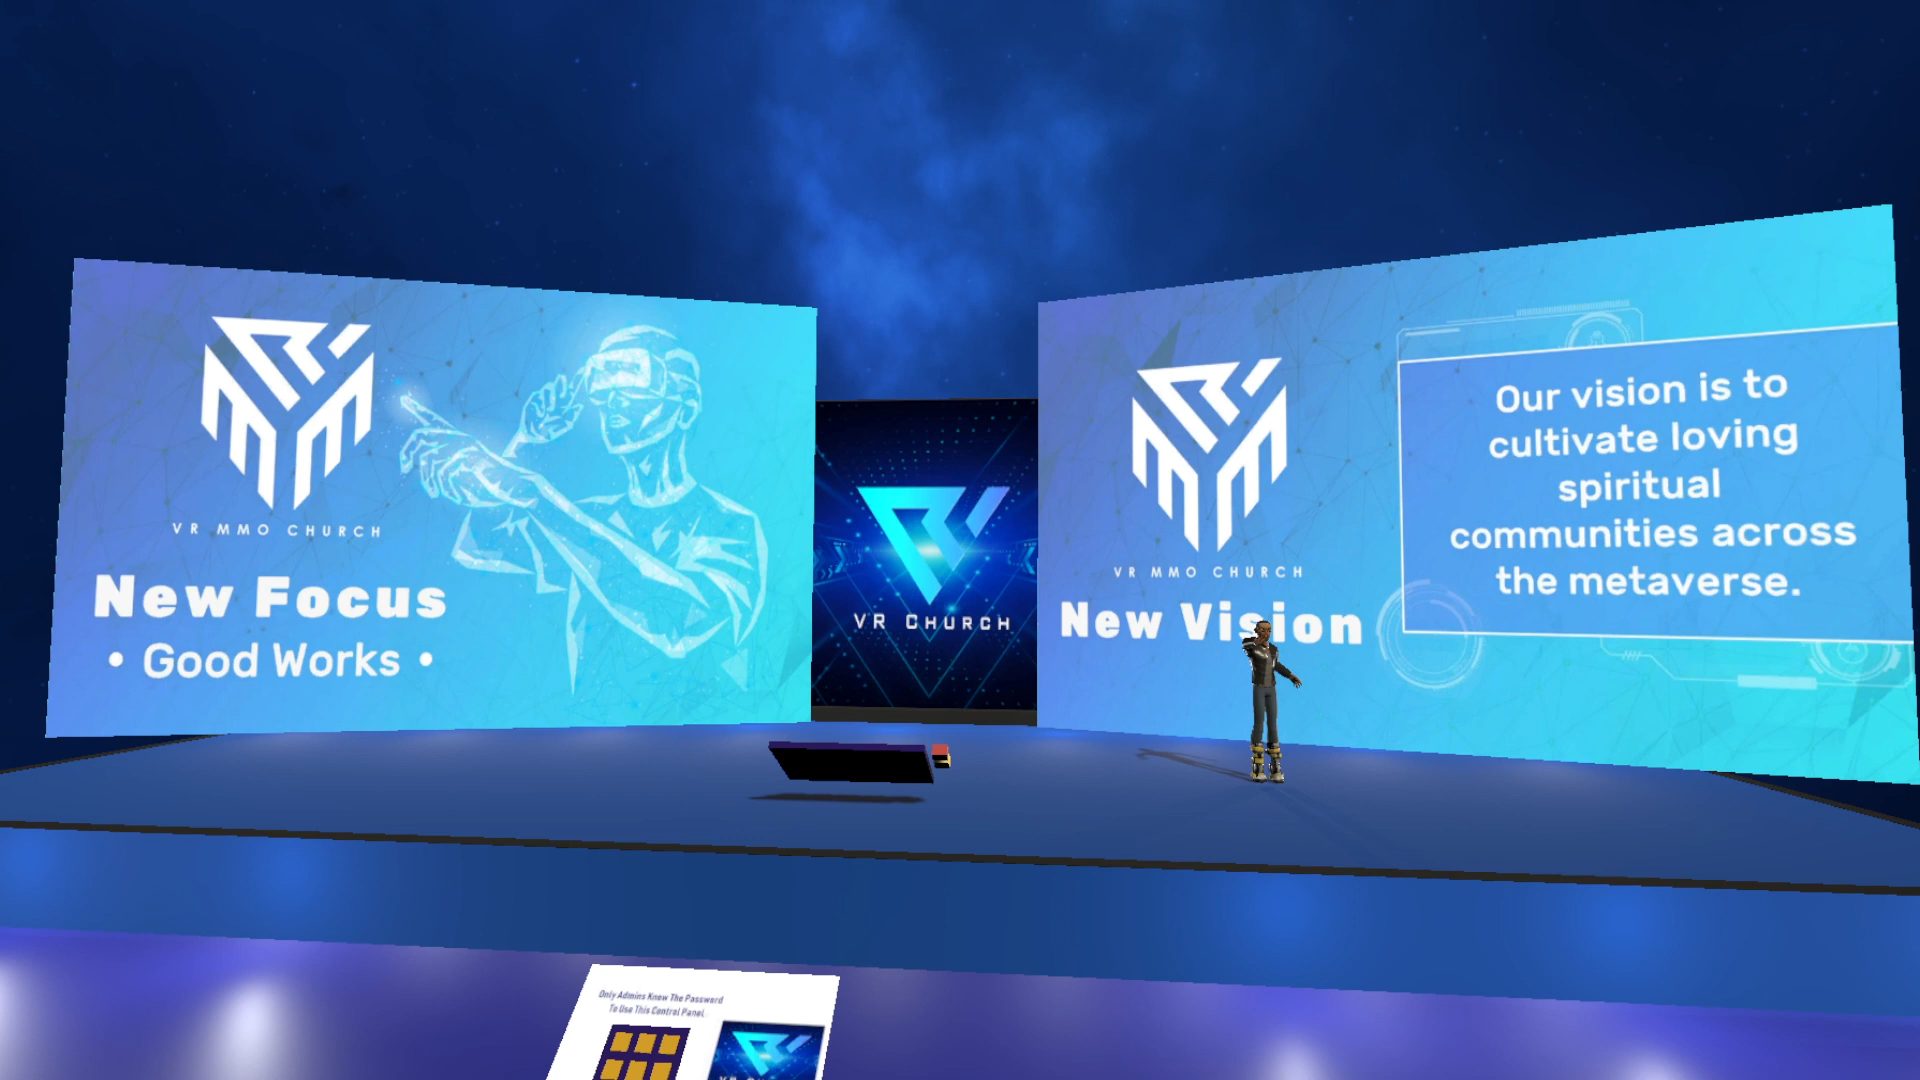 VR MMO CHURCH
New Focus
• Good Works •
VR CHURCH
VR MMO CHURCH
New Vision
Our vision is to
cultivate loving
spiritual
communities across
the metaverse.
Only Admins Know The Password
To Use This Control Panel.